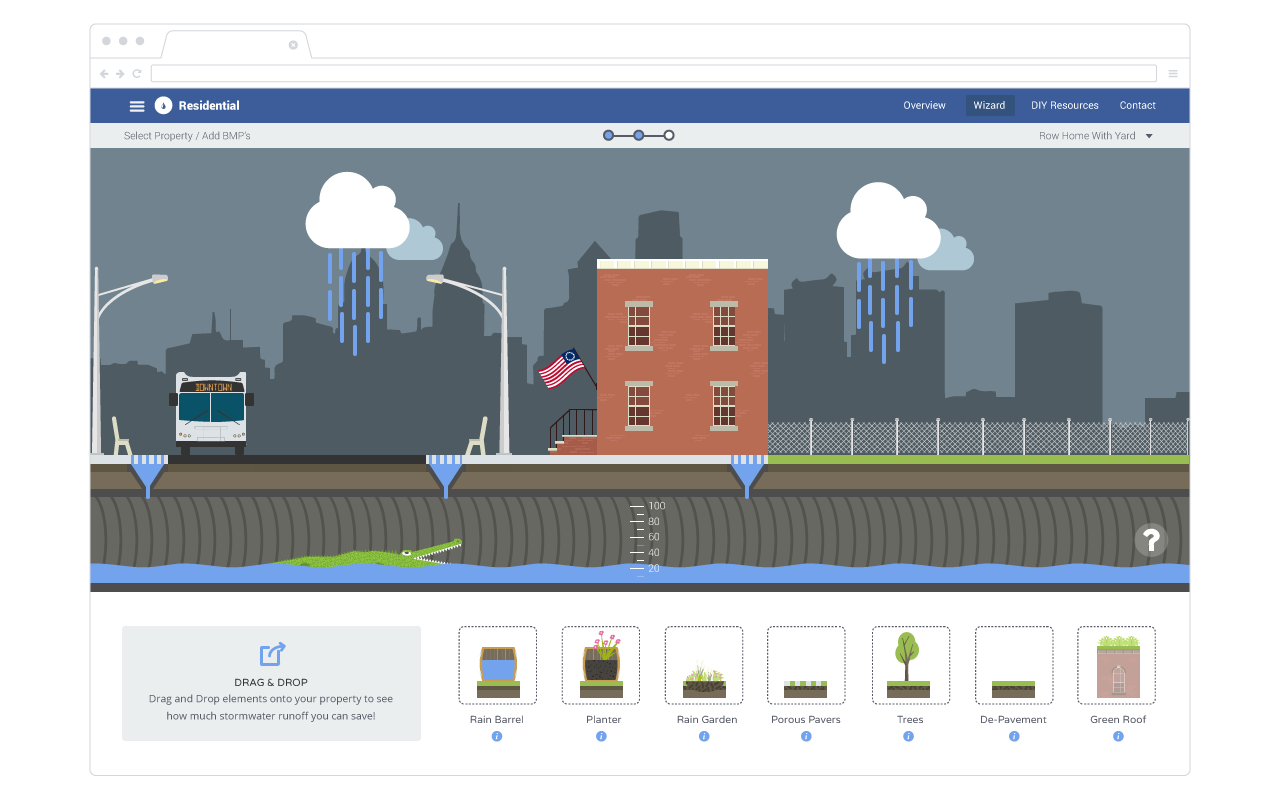 Residential
Overview
Wizard
DIY Resources
Contact
Select Property / Add BMP's
Row Home With Yard
DOWNTOWN
100
80
60
40
20
?
DRAG & DROP
Drag and Drop elements onto your property to see
how much stormwater runoff you can save!
Rain Barrel
Planter
Rain Garden
Porous Pavers
Trees
De-Pavement
Green Roof
i
i
i
i
i
i
i